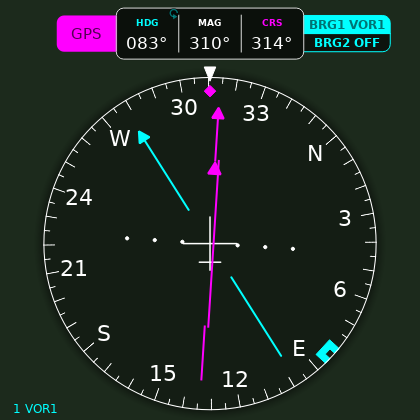 GPS
HDG MAG CRS
083° 310° 314°
BRG1 VOR1
BRG2 OFF
30 33
W N
24 3
21 6
S E
15 12
1 VOR1